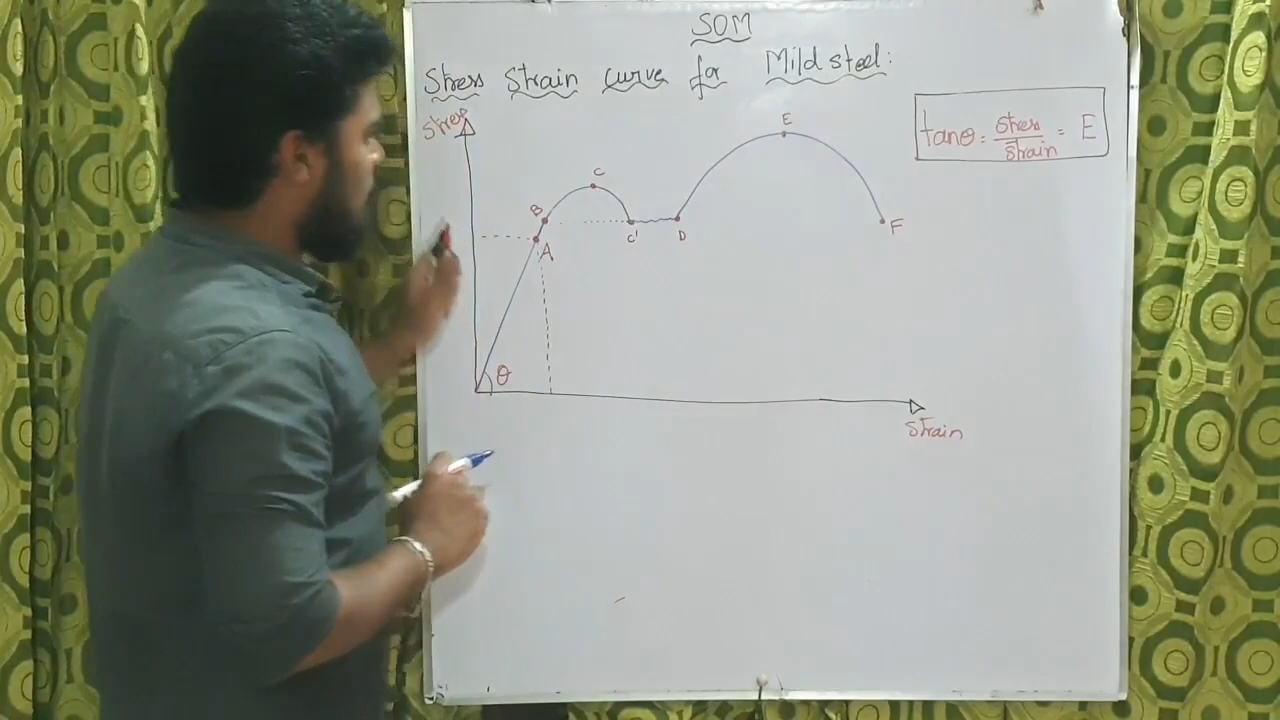 SOM
Stress Strain curve for Mild steel:
Stress
tanθ = stress/strain = E
E
C
B
A
C'
D
F
θ
Strain